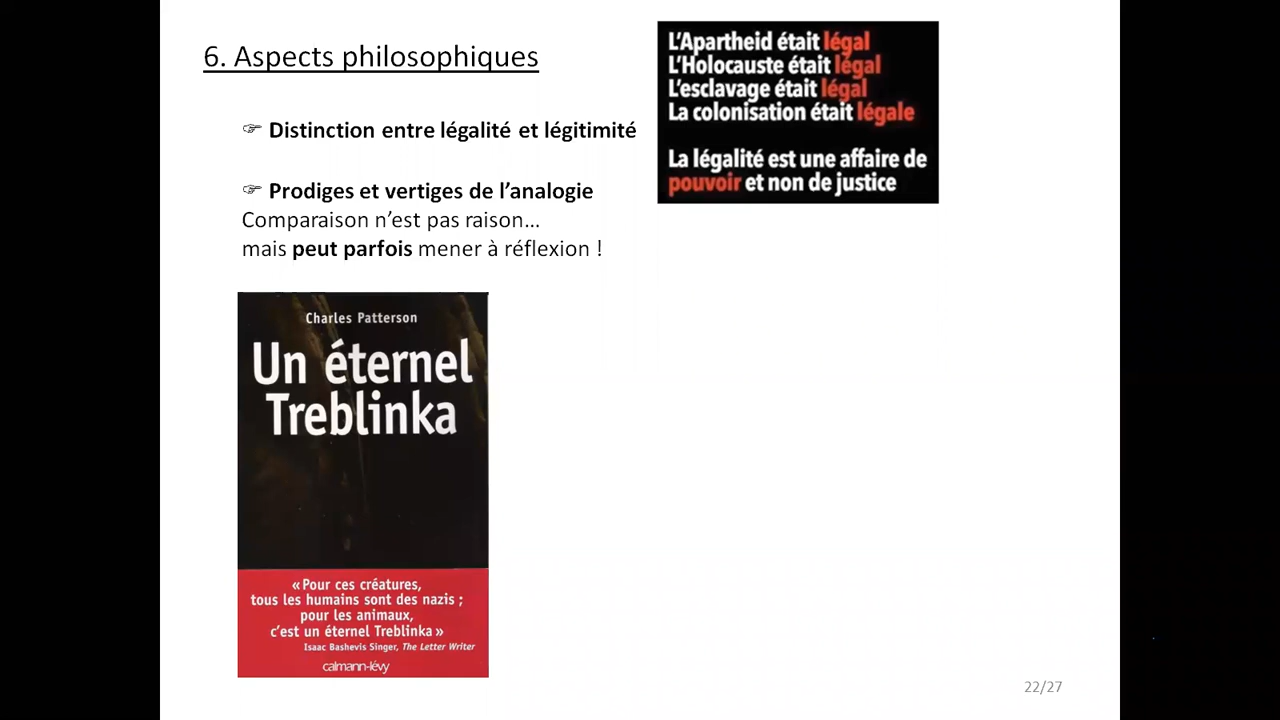 6. Aspects philosophiques
☞ Distinction entre légalité et légitimité
☞ Prodiges et vertiges de l'analogie
Comparaison n'est pas raison...
mais peut parfois mener à réflexion !
L'Apartheid était légal
L'Holocauste était légal
L'esclavage était légal
La colonisation était légale
La légalité est une affaire de
pouvoir et non de justice
Charles Patterson
Un éternel
Treblinka
« Pour ces créatures,
tous les humains sont des nazis ;
pour les animaux,
c'est un éternel Treblinka »
Isaac Bashevis Singer, The Letter Writer
calmann-lévy
22/27